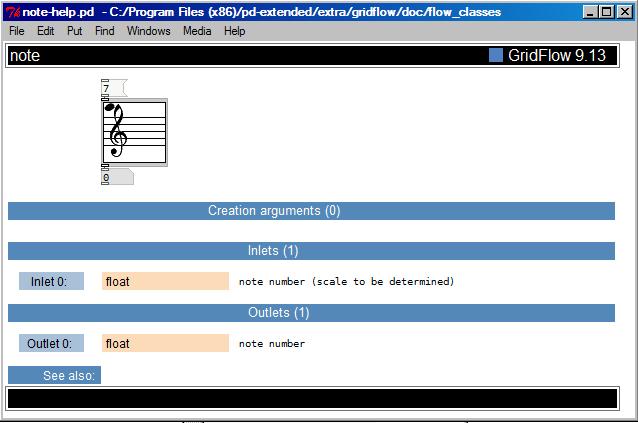 note-help.pd - C:/Program Files (x86)/pd-extended/extra/gridflow/doc/flow_classes
File Edit Put Find Windows Media Help
note GridFlow 9.13
7
0
Creation arguments (0)
Inlets (1)
Inlet 0: float note number (scale to be determined)
Outlets (1)
Outlet 0: float note number
See also: